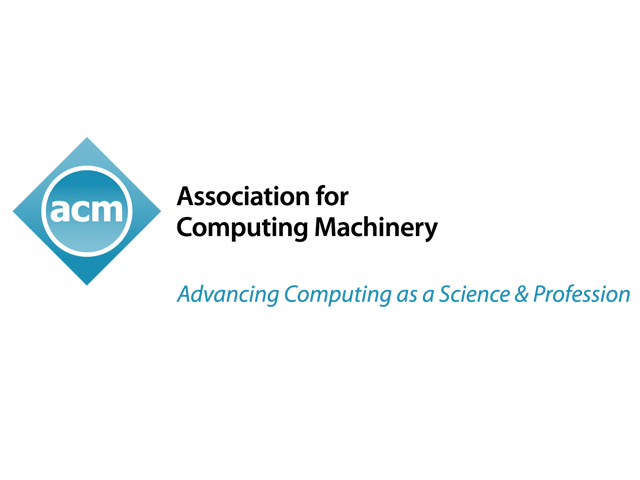 acm
Association for
Computing Machinery
Advancing Computing as a Science & Profession